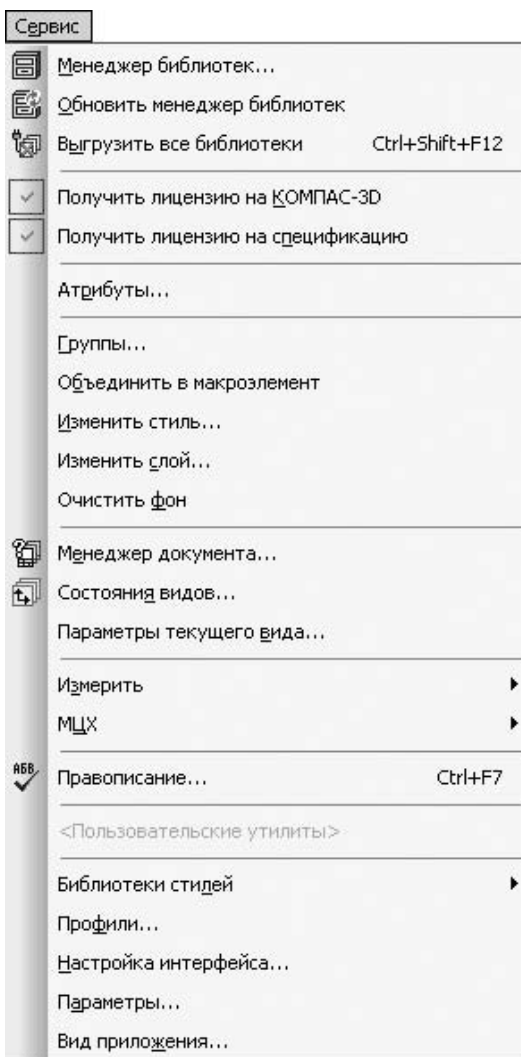 Сервис
Менеджер библиотек...
Обновить менеджер библиотек
Выгрузить все библиотеки Ctrl+Shift+F12
Получить лицензию на КОМПАС-3D
Получить лицензию на спецификацию
Атрибуты...
Группы...
Объединить в макроэлемент
Изменить стиль...
Изменить слой...
Очистить фон
Менеджер документа...
Состояния видов...
Параметры текущего вида...
Измерить
МЦХ
АБВ Правописание... Ctrl+F7
<Пользовательские утилиты>
Библиотеки стилей
Профили...
Настройка интерфейса...
Параметры...
Вид приложения...